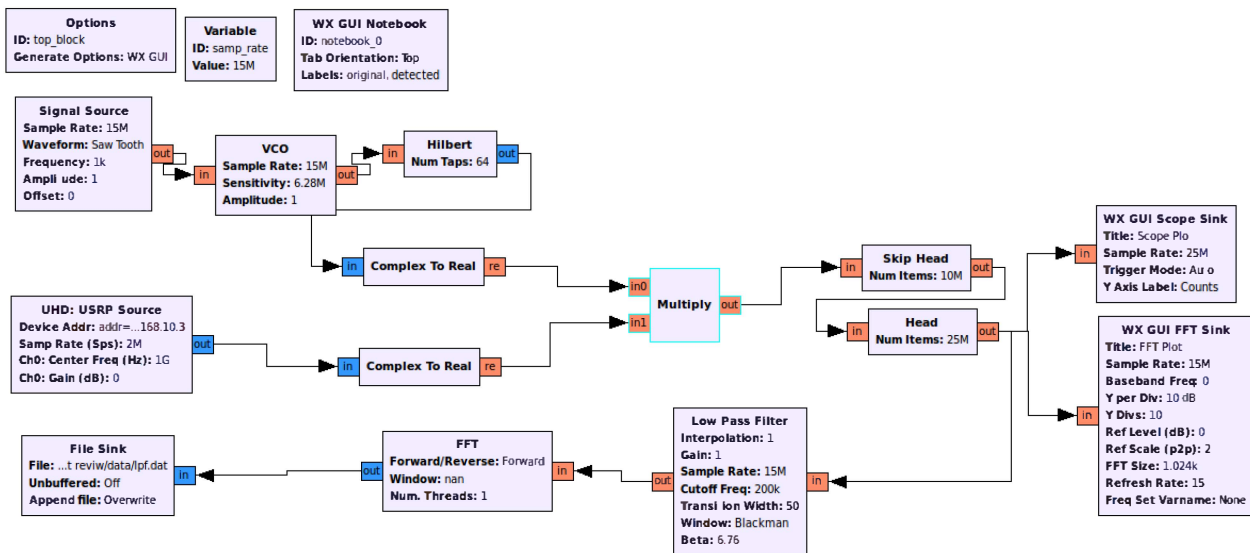 Options
ID: top_block
Generate Options: WX GUI
Variable
ID: samp_rate
Value: 15M
WX GUI Notebook
ID: notebook_0
Tab Orientation: Top
Labels: original, detected
Signal Source
Sample Rate: 15M
Waveform: Saw Tooth
Frequency: 1k
Ampli ude: 1
Offset: 0
out
in
VCO
Sample Rate: 15M
Sensitivity: 6.28M
Amplitude: 1
out
in
Hilbert
Num Taps: 64
out
in
Complex To Real
re
UHD: USRP Source
Device Addr: addr=...168.10.3
Samp Rate (Sps): 2M
Ch0: Center Freq (Hz): 1G
Ch0: Gain (dB): 0
out
in
Complex To Real
re
in0
in1
Multiply
out
in
Skip Head
Num Items: 10M
out
in
Head
Num Items: 25M
out
in
WX GUI Scope Sink
Title: Scope Plo
Sample Rate: 25M
Trigger Mode: Au o
Y Axis Label: Counts
in
WX GUI FFT Sink
Title: FFT Plot
Sample Rate: 15M
Baseband Freq: 0
Y per Div: 10 dB
Y Divs: 10
Ref Level (dB): 0
Ref Scale (p2p): 2
FFT Size: 1.024k
Refresh Rate: 15
Freq Set Varname: None
File Sink
File: ...t reviw/data/lpf.dat
Unbuffered: Off
Append file: Overwrite
in
out
FFT
Forward/Reverse: Forward
Window: nan
Num. Threads: 1
in
out
Low Pass Filter
Interpolation: 1
Gain: 1
Sample Rate: 15M
Cutoff Freq: 200k
Transi ion Width: 50
Window: Blackman
Beta: 6.76
in